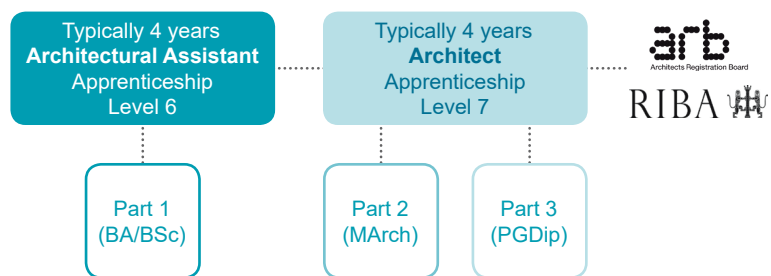 Typically 4 years
Architectural Assistant
Apprenticeship
Level 6
Typically 4 years
Architect
Apprenticeship
Level 7
arb
Architects Registration Board
RIBA
Part 1
(BA/BSc)
Part 2
(MArch)
Part 3
(PGDip)